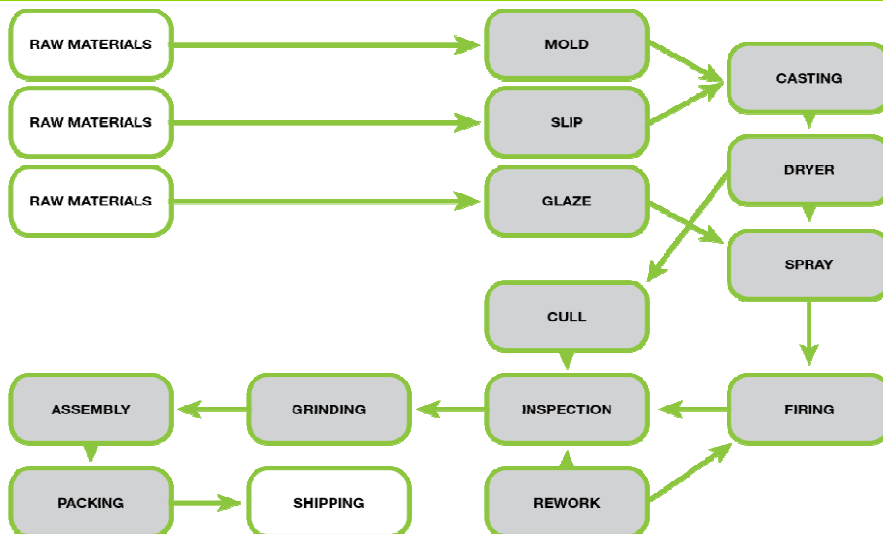 RAW MATERIALS
MOLD
CASTING
RAW MATERIALS
SLIP
DRYER
RAW MATERIALS
GLAZE
SPRAY
CULL
ASSEMBLY
GRINDING
INSPECTION
FIRING
PACKING
SHIPPING
REWORK